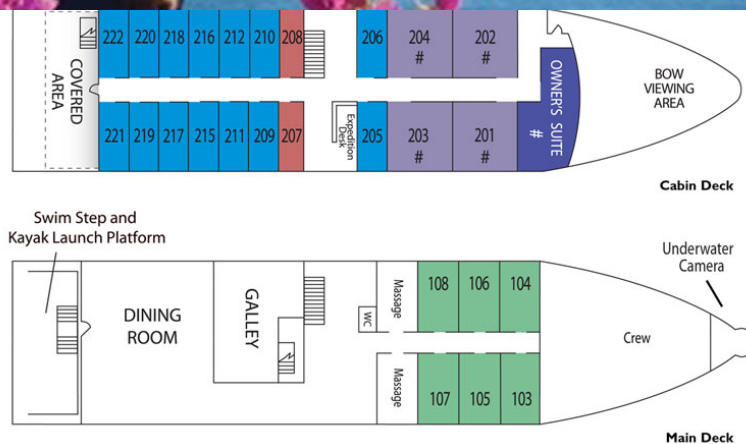 222 220 218 216 212 210 208 206 204 202
# #
COVERED
AREA
OWNER'S SUITE
#
BOW
VIEWING
AREA
Expedition
Desk
221 219 217 215 211 209 207 205 203 201
# #
Cabin Deck
Swim Step and
Kayak Launch Platform
Underwater
Camera
DINING
ROOM
GALLEY
WC
Massage
108 106 104
Crew
Massage
107 105 103
Main Deck